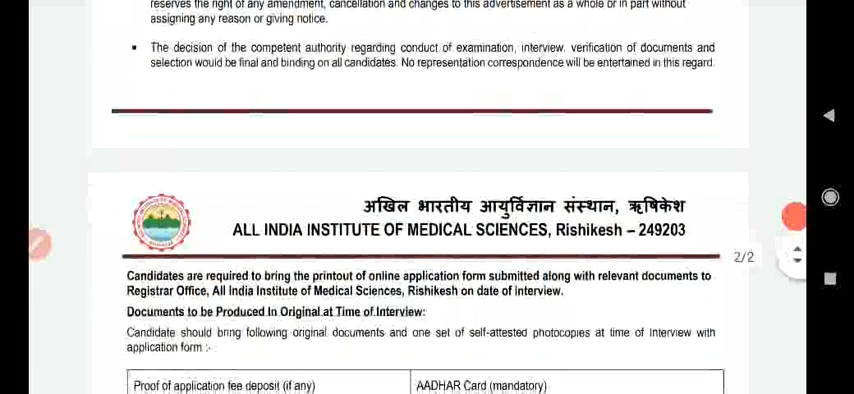 reserves the right of any amendment, cancellation and changes to this advertisement as a whole or in part without
assigning any reason or giving notice.
▪ The decision of the competent authority regarding conduct of examination, interview, verification of documents and
selection would be final and binding on all candidates. No representation correspondence will be entertained in this regard.
अखिल भारतीय आयुर्विज्ञान संस्थान, ऋषिकेश
ALL INDIA INSTITUTE OF MEDICAL SCIENCES, Rishikesh – 249203
2/2
Candidates are required to bring the printout of online application form submitted along with relevant documents to
Registrar Office, All India Institute of Medical Sciences, Rishikesh on date of interview.
Documents to be Produced In Original at Time of Interview:
Candidate should bring following original documents and one set of self-attested photocopies at time of Interview with
application form :-
Proof of application fee deposit (if any)
AADHAR Card (mandatory)